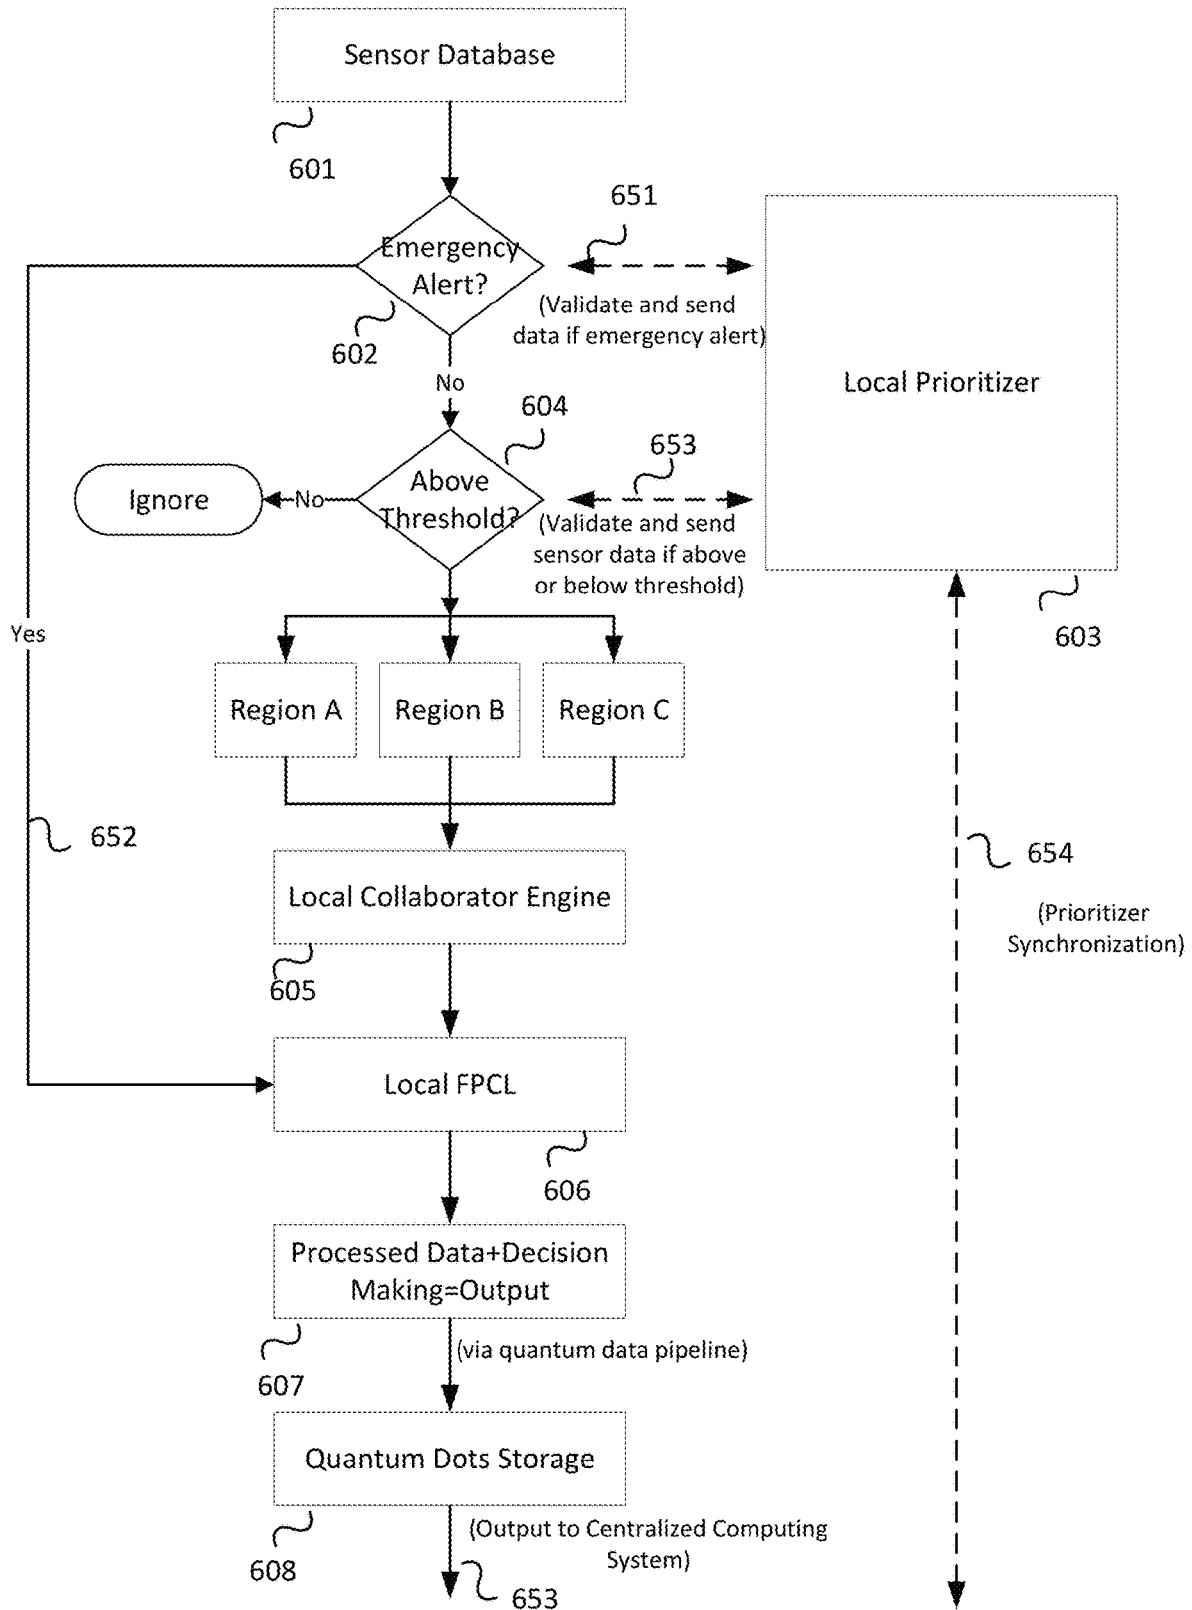 Sensor Database
601
651
Emergency
Alert?
(Validate and send
data if emergency alert)
602
Local Prioritizer
No
604
653
Above
Threshold?
No
Ignore
(Validate and send
sensor data if above
or below threshold)
603
Yes
Region A
Region B
Region C
652
654
(Prioritizer
Synchronization)
Local Collaborator Engine
605
Local FPCL
606
Processed Data+Decision
Making=Output
607
(via quantum data pipeline)
Quantum Dots Storage
608
(Output to Centralized Computing
System)
653